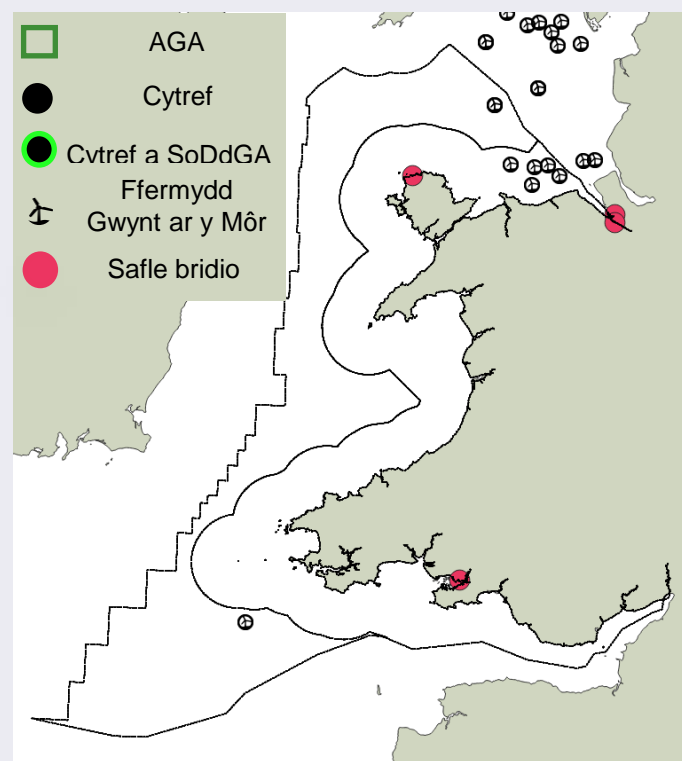 AGA
Cytref
Cytref a SoDdGA
Ffermydd
Gwynt ar y Môr
Safle bridio